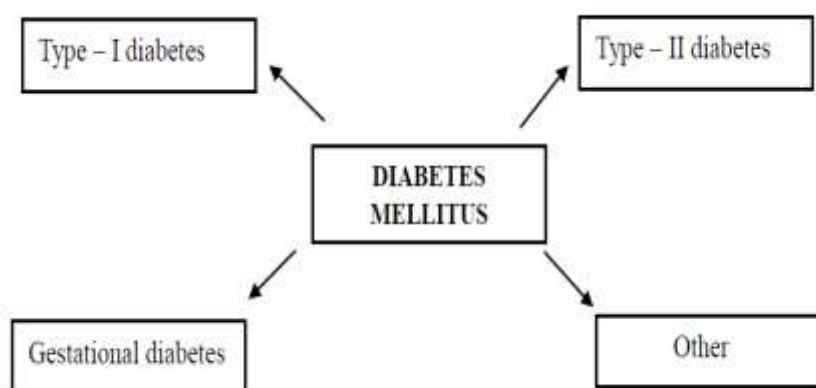 Type – I diabetes
Type – II diabetes
DIABETES
MELLITUS
Gestational diabetes
Other